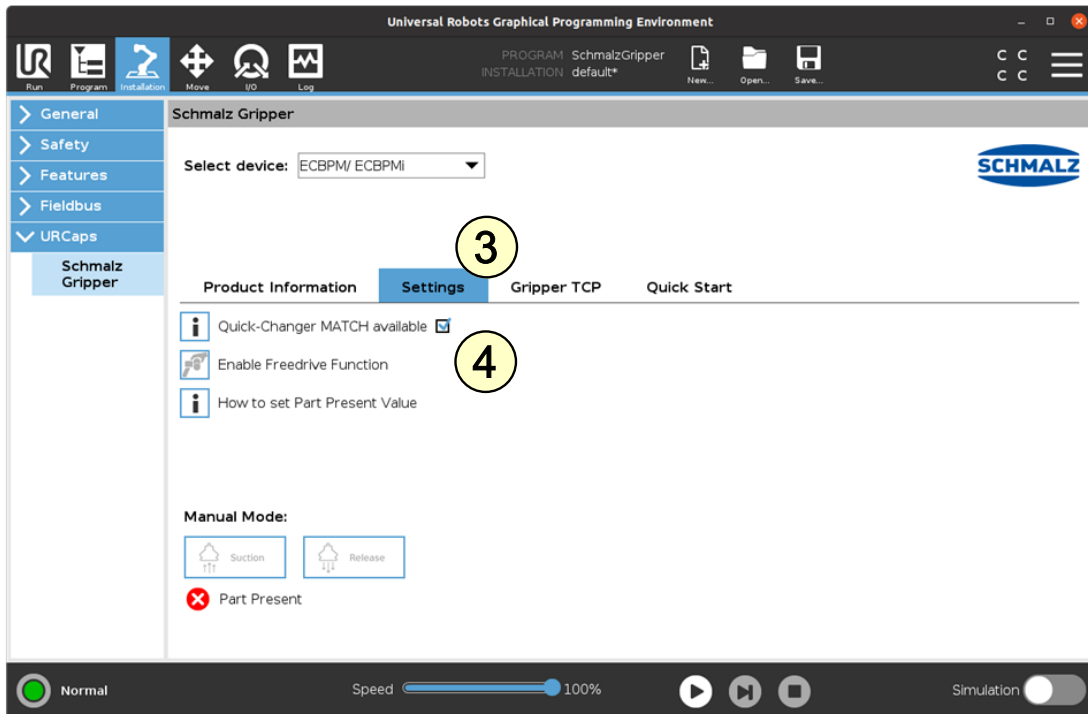 Universal Robots Graphical Programming Environment
UR
Run
Program
Installation
Move
I/O
Log
PROGRAM SchmalzGripper
INSTALLATION default*
New...
Open...
Save...
C C
C C
General
Safety
Features
Fieldbus
URCaps
Schmalz
Gripper
Schmalz Gripper
Select device: ECBPM/ ECBPMi
SCHMALZ
3
Product Information Settings Gripper TCP Quick Start
i Quick-Changer MATCH available
Enable Freedrive Function
4
i How to set Part Present Value
Manual Mode:
Suction Release
Part Present
Normal Speed 100% Simulation